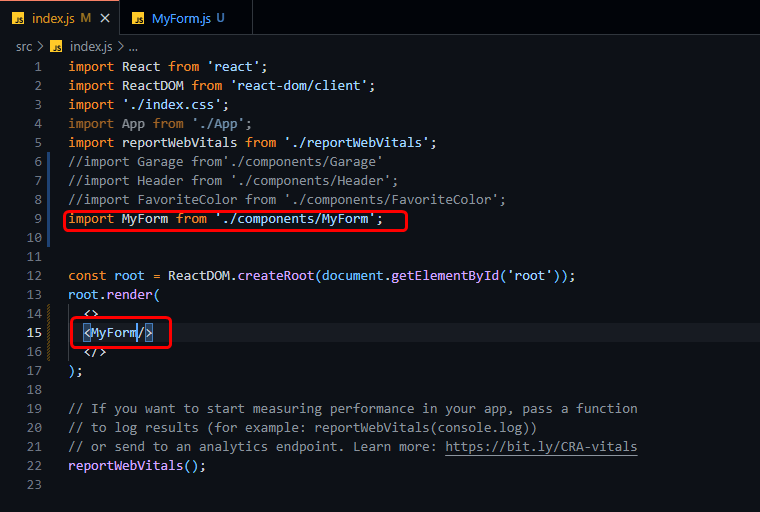 JS index.js M × JS MyForm.js U
src > JS index.js > ...
1 import React from 'react';
2 import ReactDOM from 'react-dom/client';
3 import './index.css';
4 import App from './App';
5 import reportWebVitals from './reportWebVitals';
6 //import Garage from'./components/Garage'
7 //import Header from './components/Header';
8 //import FavoriteColor from './components/FavoriteColor';
9 import MyForm from './components/MyForm';
10
11
12 const root = ReactDOM.createRoot(document.getElementById('root'));
13 root.render(
14 <>
15 <MyForm/>
16 </>
17 );
18
19 // If you want to start measuring performance in your app, pass a function
20 // to log results (for example: reportWebVitals(console.log))
21 // or send to an analytics endpoint. Learn more: https://bit.ly/CRA-vitals
22 reportWebVitals();
23